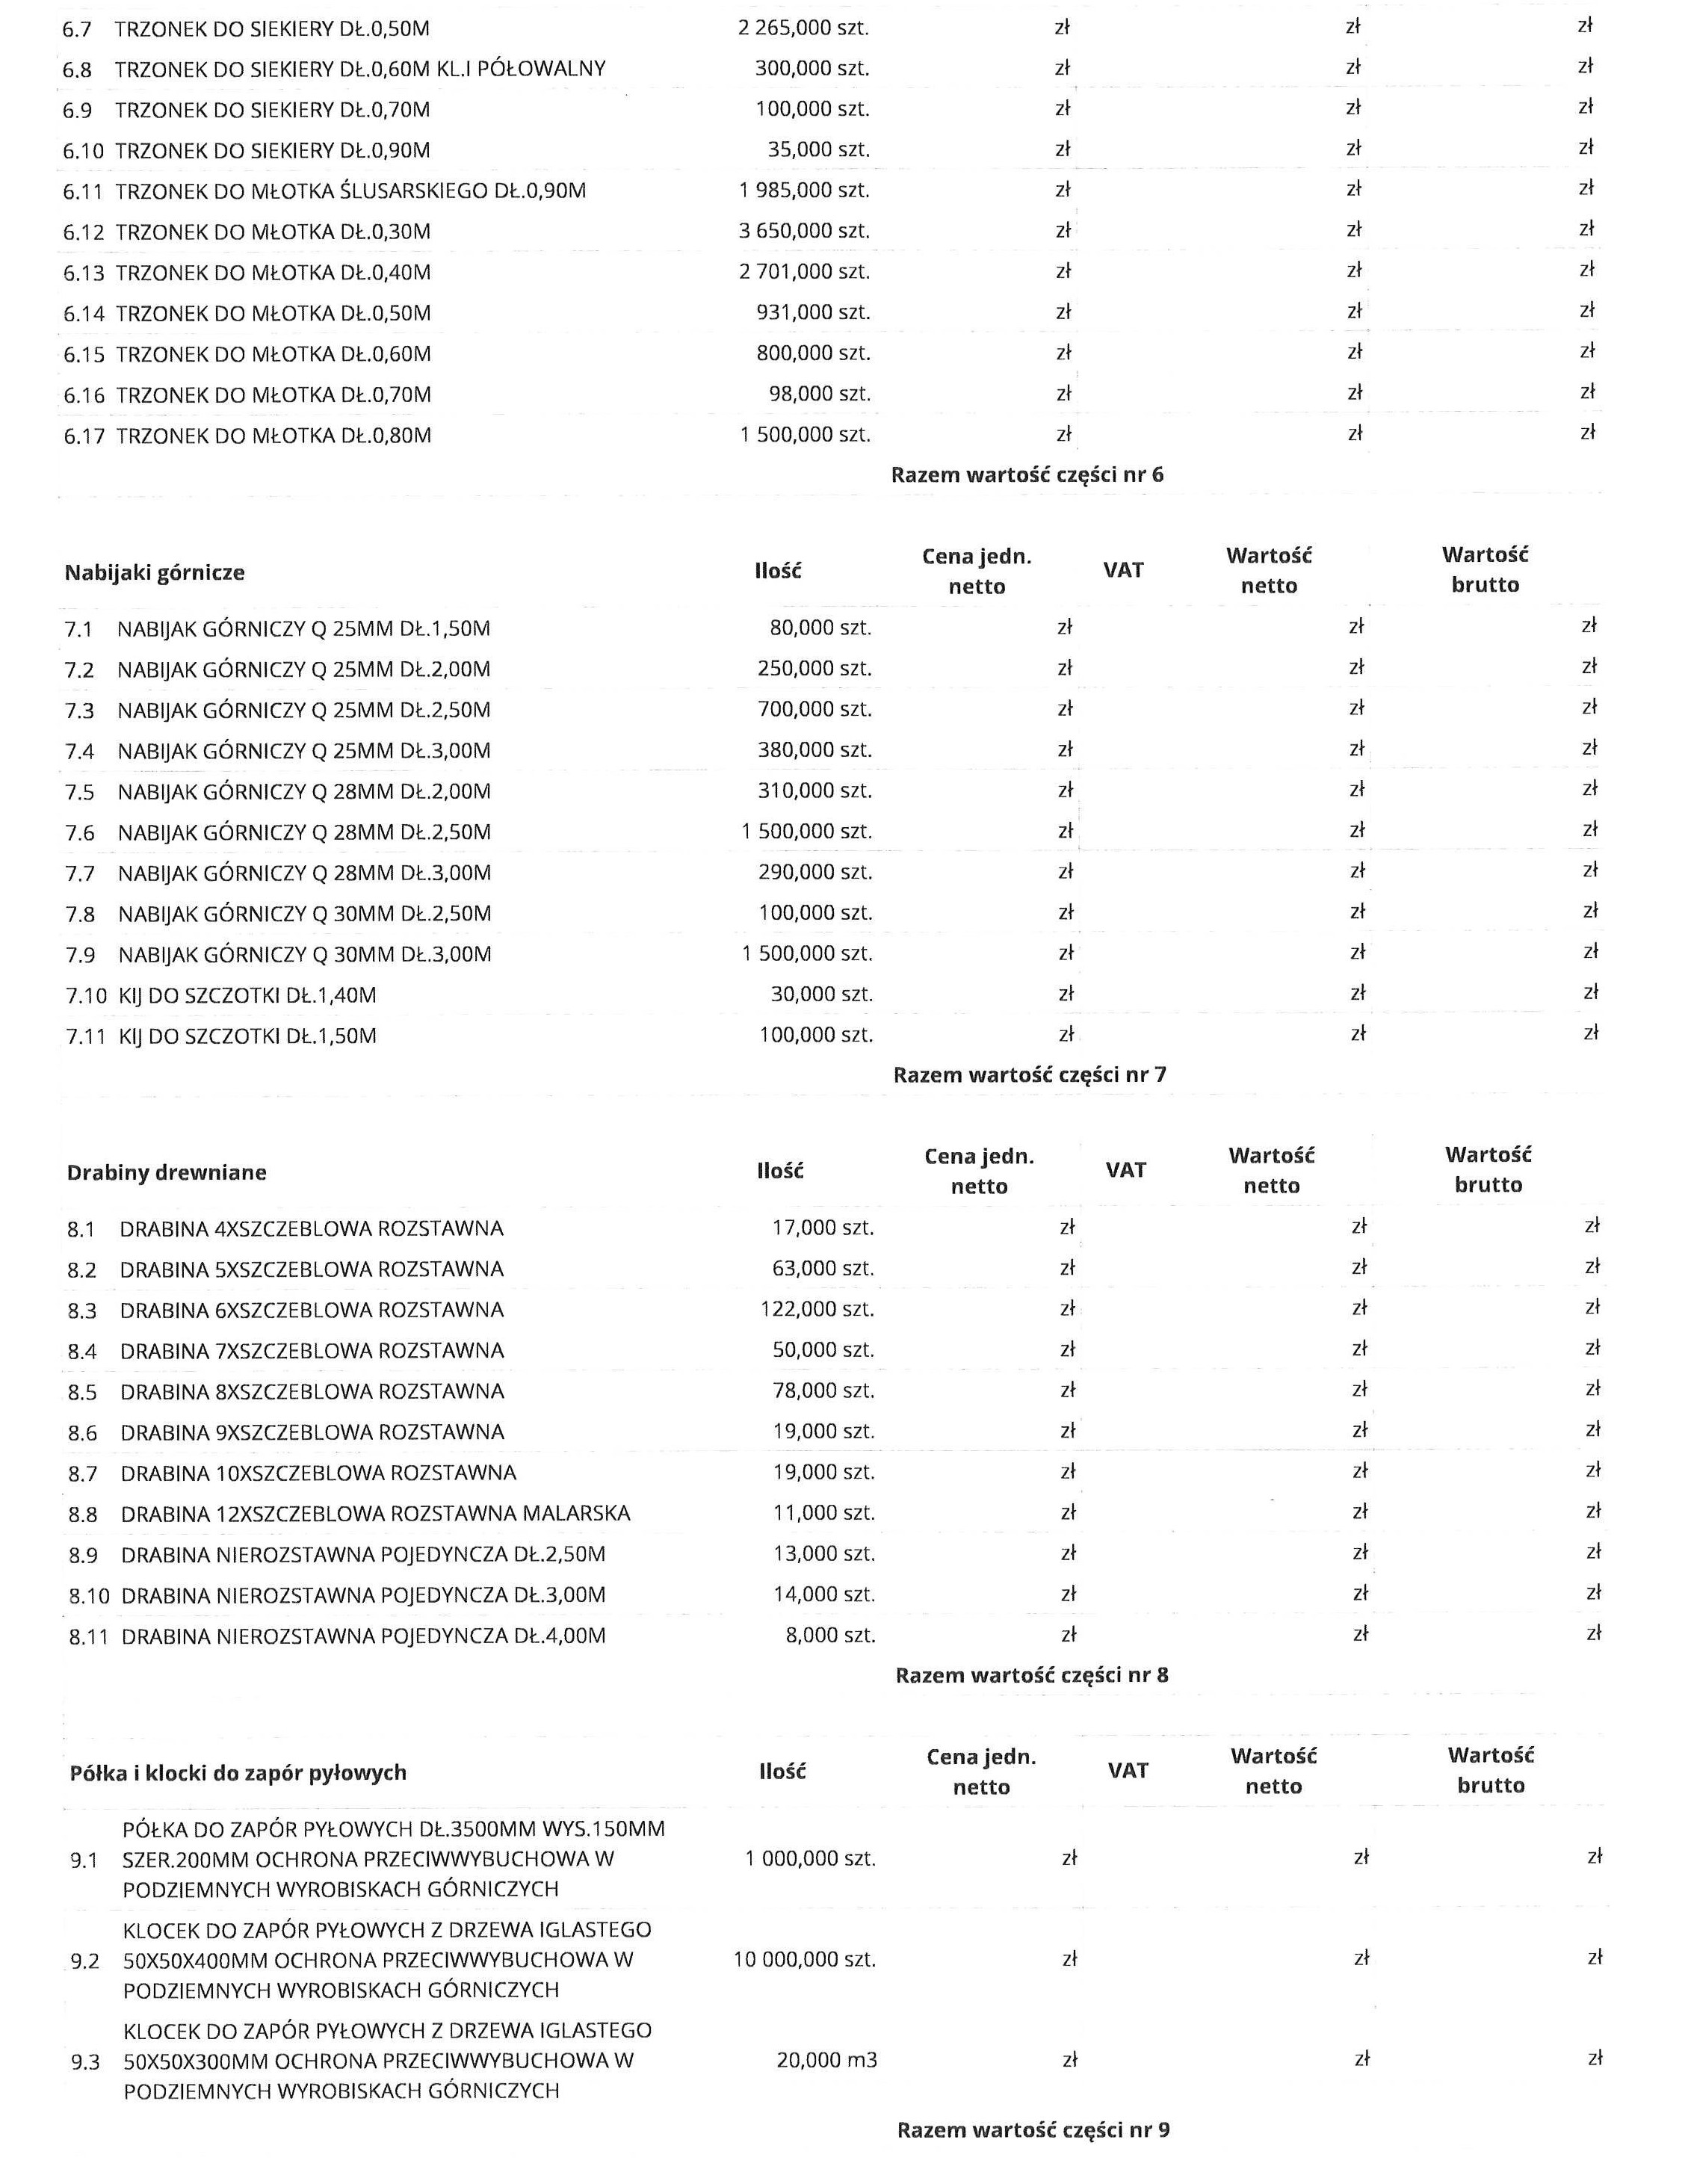 6.7 TRZONEK DO SIEKIERY DŁ.0,50M 2 265,000 szt. zł zł zł
6.8 TRZONEK DO SIEKIERY DŁ.0,60M KL.I PÓŁOWALNY 300,000 szt. zł zł zł
6.9 TRZONEK DO SIEKIERY DŁ.0,70M 100,000 szt. zł zł zł
6.10 TRZONEK DO SIEKIERY DŁ.0,90M 35,000 szt. zł zł zł
6.11 TRZONEK DO MŁOTKA ŚLUSARSKIEGO DŁ.0,90M 1 985,000 szt. zł zł zł
6.12 TRZONEK DO MŁOTKA DŁ.0,30M 3 650,000 szt. zł zł zł
6.13 TRZONEK DO MŁOTKA DŁ.0,40M 2 701,000 szt. zł zł zł
6.14 TRZONEK DO MŁOTKA DŁ.0,50M 931,000 szt. zł zł zł
6.15 TRZONEK DO MŁOTKA DŁ.0,60M 800,000 szt. zł zł zł
6.16 TRZONEK DO MŁOTKA DŁ.0,70M 98,000 szt. zł zł zł
6.17 TRZONEK DO MŁOTKA DŁ.0,80M 1 500,000 szt. zł zł zł
Razem wartość części nr 6
Nabijaki górnicze Ilość Cena jedn. netto VAT Wartość netto Wartość brutto
7.1 NABIJAK GÓRNICZY Q 25MM DŁ.1,50M 80,000 szt. zł zł zł
7.2 NABIJAK GÓRNICZY Q 25MM DŁ.2,00M 250,000 szt. zł zł zł
7.3 NABIJAK GÓRNICZY Q 25MM DŁ.2,50M 700,000 szt. zł zł zł
7.4 NABIJAK GÓRNICZY Q 25MM DŁ.3,00M 380,000 szt. zł zł zł
7.5 NABIJAK GÓRNICZY Q 28MM DŁ.2,00M 310,000 szt. zł zł zł
7.6 NABIJAK GÓRNICZY Q 28MM DŁ.2,50M 1 500,000 szt. zł zł zł
7.7 NABIJAK GÓRNICZY Q 28MM DŁ.3,00M 290,000 szt. zł zł zł
7.8 NABIJAK GÓRNICZY Q 30MM DŁ.2,50M 100,000 szt. zł zł zł
7.9 NABIJAK GÓRNICZY Q 30MM DŁ.3,00M 1 500,000 szt. zł zł zł
7.10 KIJ DO SZCZOTKI DŁ.1,40M 30,000 szt. zł zł zł
7.11 KIJ DO SZCZOTKI DŁ.1,50M 100,000 szt. zł zł zł
Razem wartość części nr 7
Drabiny drewniane Ilość Cena jedn. netto VAT Wartość netto Wartość brutto
8.1 DRABINA 4XSZCZEBLOWA ROZSTAWNA 17,000 szt. zł zł zł
8.2 DRABINA 5XSZCZEBLOWA ROZSTAWNA 63,000 szt. zł zł zł
8.3 DRABINA 6XSZCZEBLOWA ROZSTAWNA 122,000 szt. zł zł zł
8.4 DRABINA 7XSZCZEBLOWA ROZSTAWNA 50,000 szt. zł zł zł
8.5 DRABINA 8XSZCZEBLOWA ROZSTAWNA 78,000 szt. zł zł zł
8.6 DRABINA 9XSZCZEBLOWA ROZSTAWNA 19,000 szt. zł zł zł
8.7 DRABINA 10XSZCZEBLOWA ROZSTAWNA 19,000 szt. zł zł zł
8.8 DRABINA 12XSZCZEBLOWA ROZSTAWNA MALARSKA 11,000 szt. zł zł zł
8.9 DRABINA NIEROZSTAWNA POJEDYNCZA DŁ.2,50M 13,000 szt. zł zł zł
8.10 DRABINA NIEROZSTAWNA POJEDYNCZA DŁ.3,00M 14,000 szt. zł zł zł
8.11 DRABINA NIEROZSTAWNA POJEDYNCZA DŁ.4,00M 8,000 szt. zł zł zł
Razem wartość części nr 8
Półka i klocki do zapór pyłowych Ilość Cena jedn. netto VAT Wartość netto Wartość brutto
PÓŁKA DO ZAPÓR PYŁOWYCH DŁ.3500MM WYS.150MM
9.1 SZER.200MM OCHRONA PRZECIWWYBUCHOWA W 1 000,000 szt. zł zł zł
PODZIEMNYCH WYROBISKACH GÓRNICZYCH
KLOCEK DO ZAPÓR PYŁOWYCH Z DRZEWA IGLASTEGO
9.2 50X50X400MM OCHRONA PRZECIWWYBUCHOWA W 10 000,000 szt. zł zł zł
PODZIEMNYCH WYROBISKACH GÓRNICZYCH
KLOCEK DO ZAPÓR PYŁOWYCH Z DRZEWA IGLASTEGO
9.3 50X50X300MM OCHRONA PRZECIWWYBUCHOWA W 20,000 m3 zł zł zł
PODZIEMNYCH WYROBISKACH GÓRNICZYCH
Razem wartość części nr 9